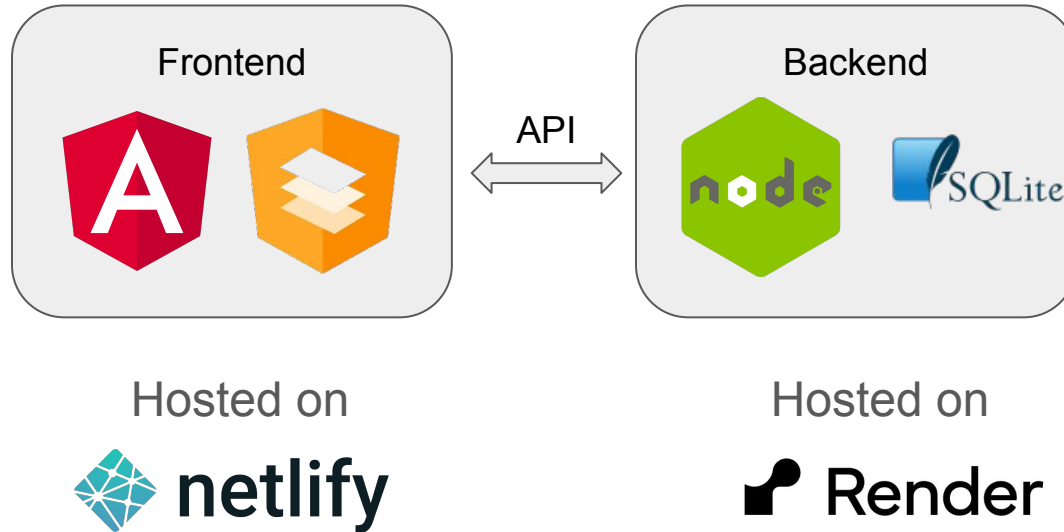 Frontend
A
API
Backend
node
SQLite
Hosted on
netlify
Hosted on
Render